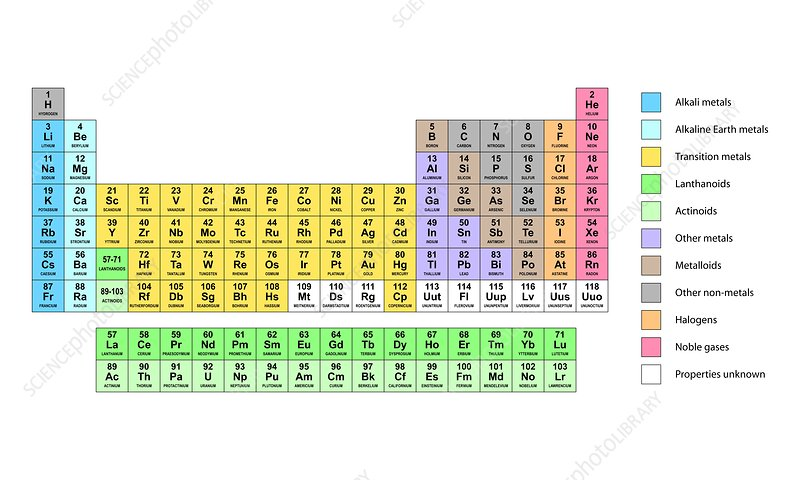 SCIENCEphotoLIBRARY
1 2
H He
HYDROGEN HELIUM
3 4 5 6 7 8 9 10
Li Be B C N O F Ne
LITHIUM BERYLIUM BORON CARBON NITROGEN OXYGEN FLUORINE NEON
11 12 13 14 15 16 17 18
Na Mg Al Si P S Cl Ar
SODIUM MAGNESIUM ALUMINIUM SILICON PHOSPHORUS SULFUR CHLORINE ARGON
19 20 21 22 23 24 25 26 27 28 29 30 31 32 33 34 35 36
K Ca Sc Ti V Cr Mn Fe Co Ni Cu Zn Ga Ge As Se Br Kr
POTASSIUM CALCIUM SCANDIUM TITANIUM VANADIUM CHROMIUM MANGANESE IRON COBALT NICKEL COPPER ZINC GALLIUM GERMANIUM ARSENIC SELENIUM BROMINE KRYPTON
37 38 39 40 41 42 43 44 45 46 47 48 49 50 51 52 53 54
Rb Sr Y Zr Nb Mo Tc Ru Rh Pd Ag Cd In Sn Sb Te I Xe
RUBIDIUM STRONTIUM YTTRIUM ZIRCONIUM NIOBIUM MOLYBDENUM TECHNETIUM RUTHENIUM RHODIUM PALLADIUM SILVER CADMIUM INDIUM TIN ANTIMONY TELLURIUM IODINE XENON
55 56 57-71 72 73 74 75 76 77 78 79 80 81 82 83 84 85 86
Cs Ba LANTHANOIDS Hf Ta W Re Os Ir Pt Au Hg Tl Pb Bi Po At Rn
CAESIUM BARIUM HAFNIUM TANTALUM TUNGSTEN RHENIUM OSMIUM IRIDIUM PLATINUM GOLD MERCURY THALLIUM LEAD BISMUTH POLONIUM ASTATINE RADON
87 88 89-103 104 105 106 107 108 109 110 111 112 113 114 115 116 117 118
Fr Ra ACTINOIDS Rf Db Sg Bh Hs Mt Ds Rg Cp Uut Fl Uup Lv Uus Uuo
FRANCIUM RADIUM RUTHERFORDIUM DUBNIUM SEABORGIUM BOHRIUM HASSIUM MEITNERIUM DARMSTADTIUM ROENTGENIUM COPERNICIUM UNUNTRIUM FLEROVIUM UNUNPENTIUM LIVERMORIUM UNUNSEPTIUM UNUNOCTIUM
57 58 59 60 61 62 63 64 65 66 67 68 69 70 71
La Ce Pr Nd Pm Sm Eu Gd Tb Dy Ho Er Tm Yb Lu
LANTHANUM CERIUM PRAESODYMIUM NEODYMIUM PROMETHIUM SAMARIUM EUROPIUM GADOLINIUM TERBIUM DYSPROSIUM HOLMIUM ERBIUM THULIUM YTTERBIUM LUTETIUM
89 90 91 92 93 94 95 96 97 98 99 100 101 102 103
Ac Th Pa U Np Pu Am Cm Bk Cf Es Fm Md No Lr
ACTINIUM THORIUM PROTACTINIUM URANIUM NEPTUNIUM PLUTONIUM AMERICIUM CURIUM BERKELIUM CALIFORNIUM EINSTEINIUM FERMIUM MENDELEVIUM NOBELIUM LAWRENCIUM
Alkali metals
Alkaline Earth metals
Transition metals
Lanthanoids
Actinoids
Other metals
Metalloids
Other non-metals
Halogens
Noble gases
Properties unknown